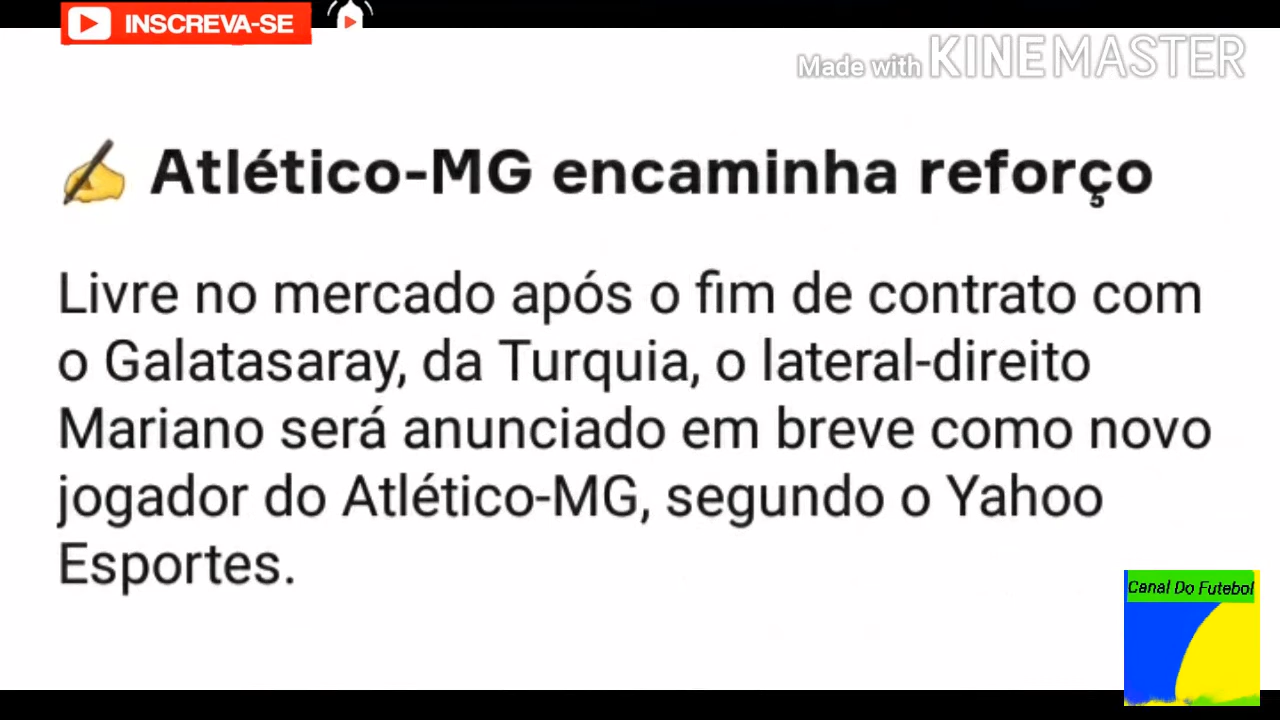 INSCREVA-SE
Made with KINEMASTER
✍️ Atlético-MG encaminha reforço
Livre no mercado após o fim de contrato com
o Galatasaray, da Turquia, o lateral-direito
Mariano será anunciado em breve como novo
jogador do Atlético-MG, segundo o Yahoo
Esportes.
Canal Do Futebol